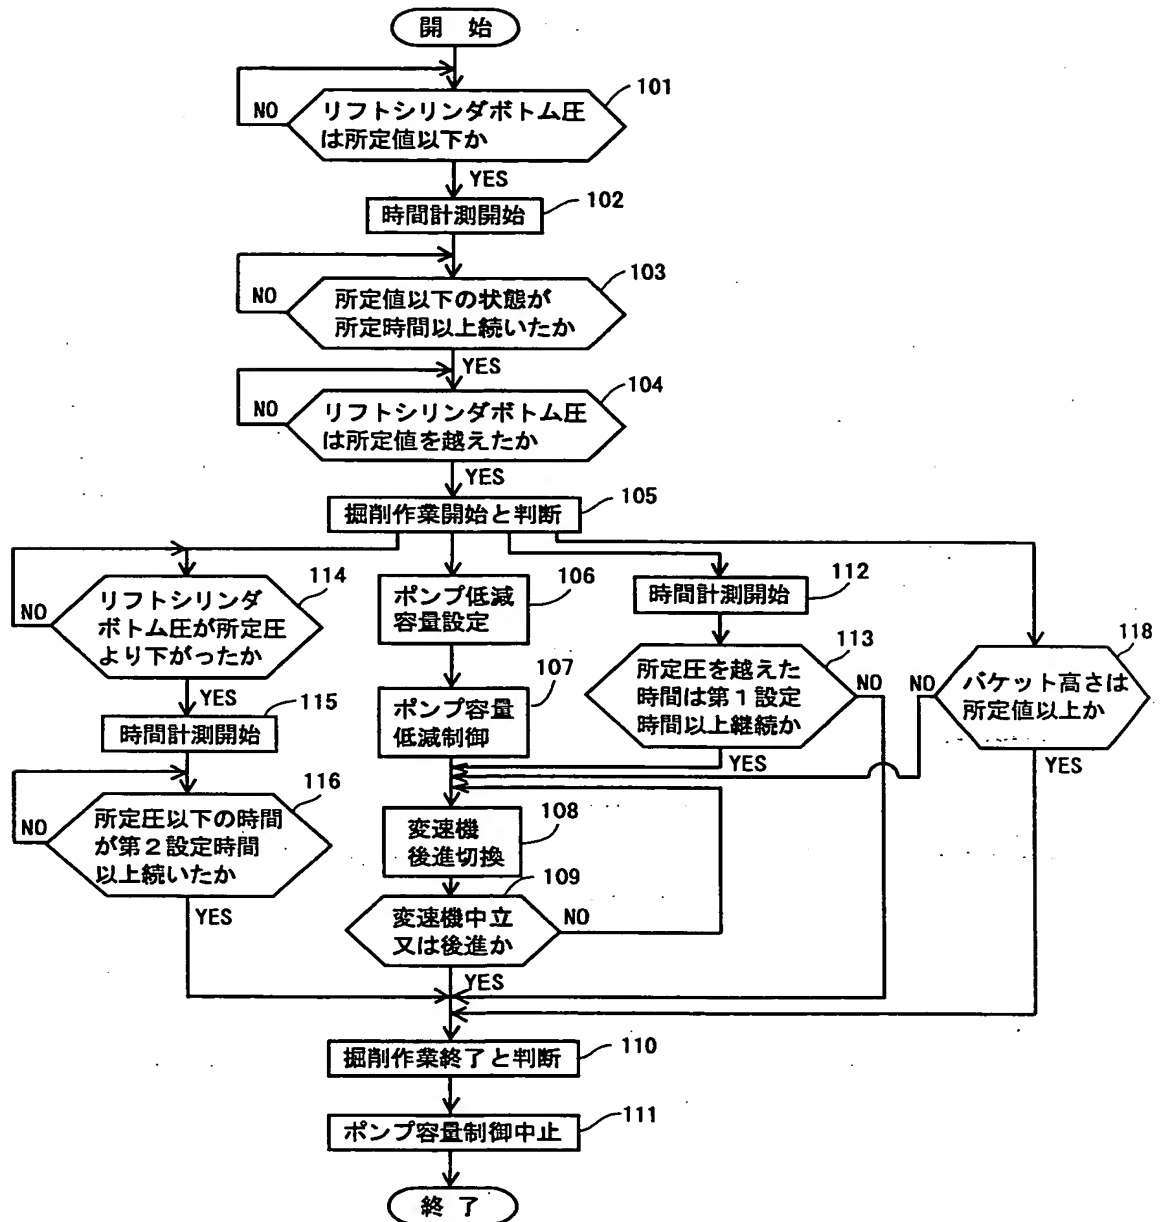 開 始
101
リフトシリンダボトム圧
は所定値以下か
NO
YES
102
時間計測開始
103
所定値以下の状態が
所定時間以上続いたか
NO
YES
104
リフトシリンダボトム圧
は所定値を越えたか
NO
YES
105
掘削作業開始と判断
114
リフトシリンダ
ボトム圧が所定圧
より下がったか
NO
YES
115
時間計測開始
116
所定圧以下の時間
が第2設定時間
以上続いたか
NO
YES
106
ポンプ低減
容量設定
107
ポンプ容量
低減制御
112
時間計測開始
113
所定圧を越えた
時間は第1設定
時間以上継続か
NO
YES
118
バケット高さは
所定値以上か
NO
YES
108
変速機
後進切換
109
変速機中立
又は後進か
NO
YES
110
掘削作業終了と判断
111
ポンプ容量制御中止
終 了